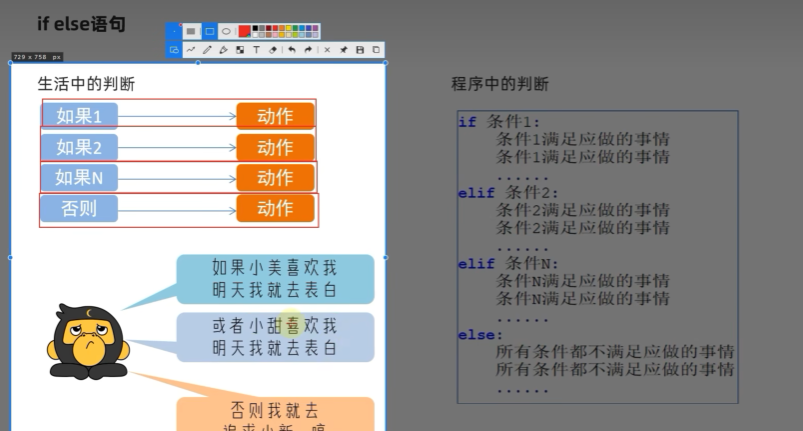 if else语句
729 x 758 px
生活中的判断
如果1
动作
如果2
动作
如果N
动作
否则
动作
如果小美喜欢我
明天我就去表白
或者小甜喜欢我
明天我就去表白
否则我就去
程序中的判断
if 条件1:
条件1满足应做的事情
条件1满足应做的事情
......
elif 条件2:
条件2满足应做的事情
条件2满足应做的事情
......
elif 条件N:
条件N满足应做的事情
条件N满足应做的事情
......
else:
所有条件都不满足应做的事情
所有条件都不满足应做的事情
......